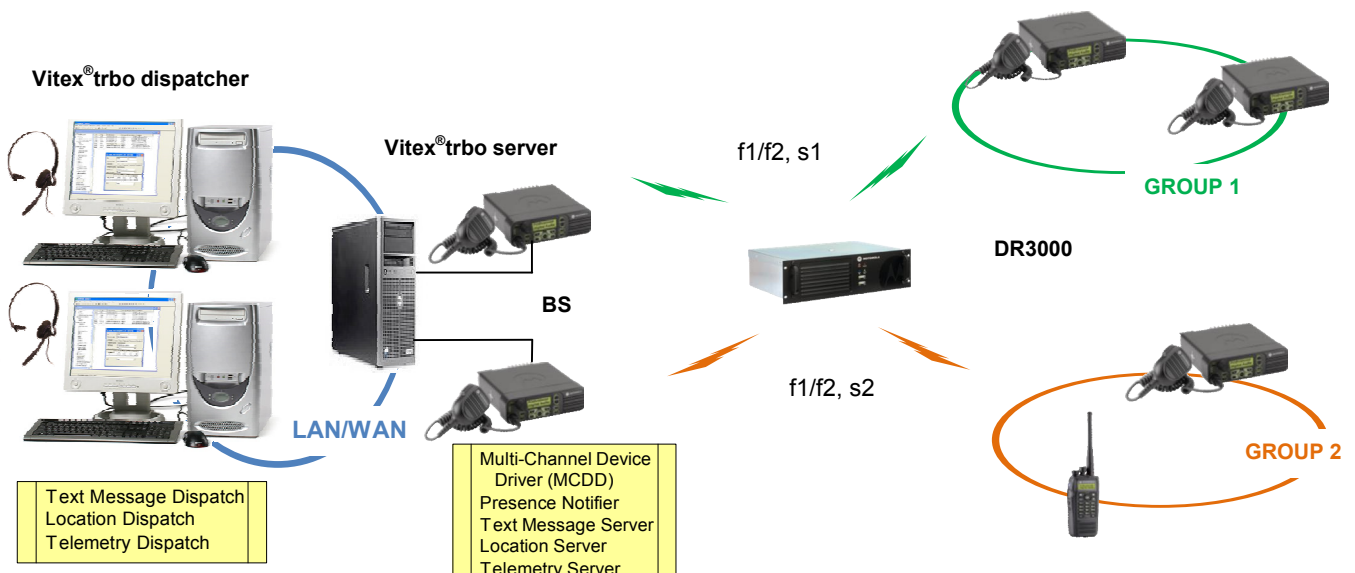 Vitex®trbo dispatcher
Vitex®trbo server
f1/f2, s1
GROUP 1
DR3000
BS
f1/f2, s2
LAN/WAN
GROUP 2
Text Message Dispatch
Location Dispatch
Telemetry Dispatch
Multi-Channel Device
Driver (MCDD)
Presence Notifier
Text Message Server
Location Server
Telemetry Server